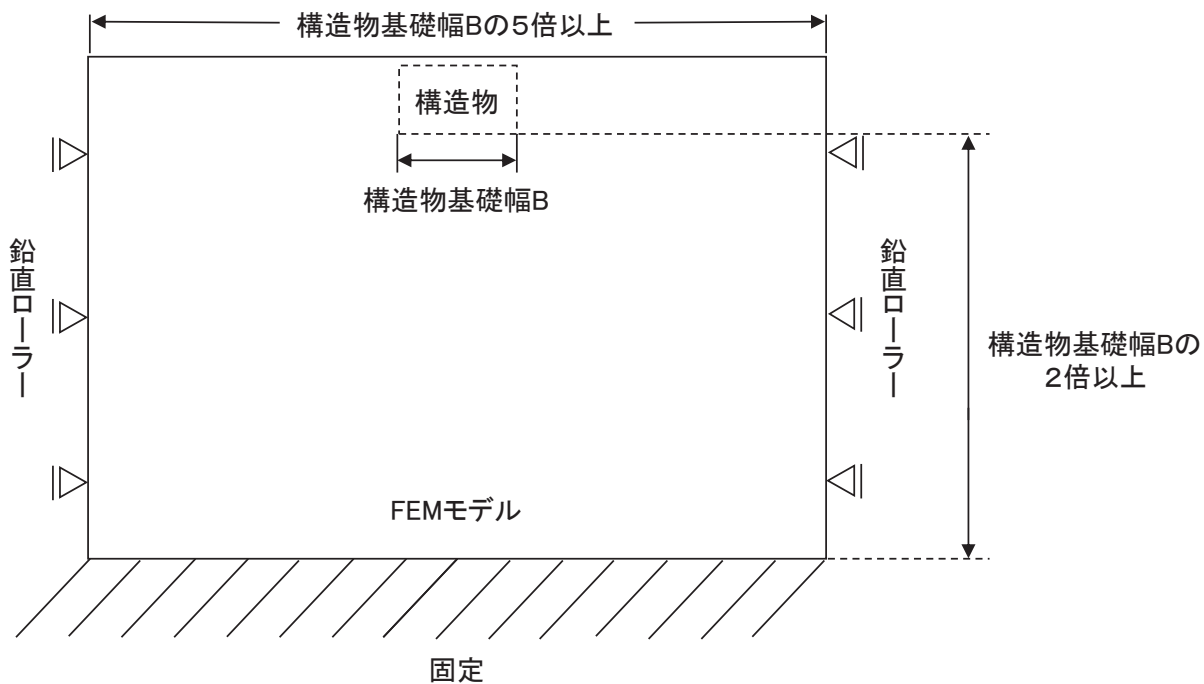 構造物基礎幅Bの5倍以上
構造物
構造物基礎幅B
鉛直ローラー
鉛直ローラー
構造物基礎幅Bの
2倍以上
FEMモデル
固定